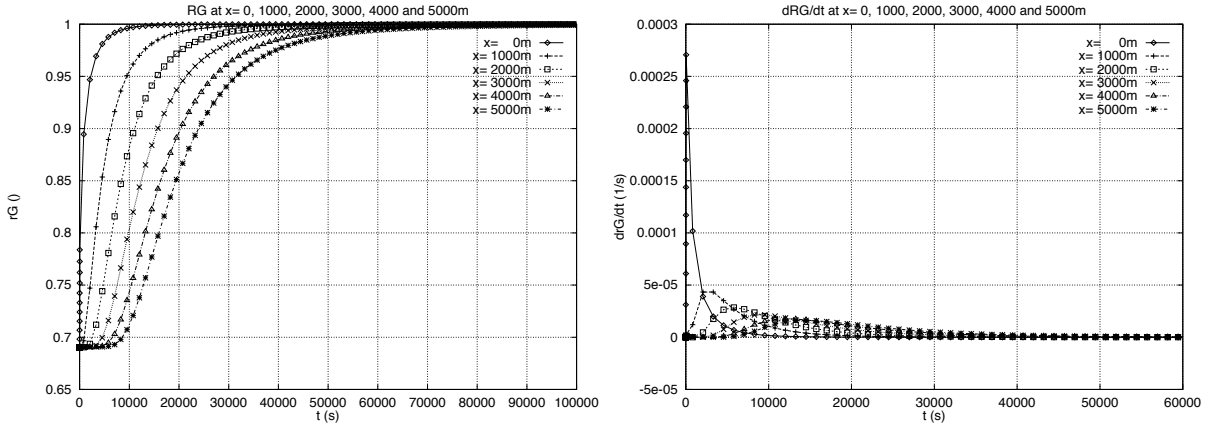 RG at x= 0, 1000, 2000, 3000, 4000 and 5000m
1
0.95
0.9
0.85
0.8
0.75
0.7
0.65
rG ()
x= 0m
x= 1000m
x= 2000m
x= 3000m
x= 4000m
x= 5000m
0 10000 20000 30000 40000 50000 60000 70000 80000 90000 100000
t (s)
dRG/dt at x= 0, 1000, 2000, 3000, 4000 and 5000m
0.0003
0.00025
0.0002
0.00015
0.0001
5e-05
0
-5e-05
drG/dt (1/s)
x= 0m
x= 1000m
x= 2000m
x= 3000m
x= 4000m
x= 5000m
0 10000 20000 30000 40000 50000 60000
t (s)